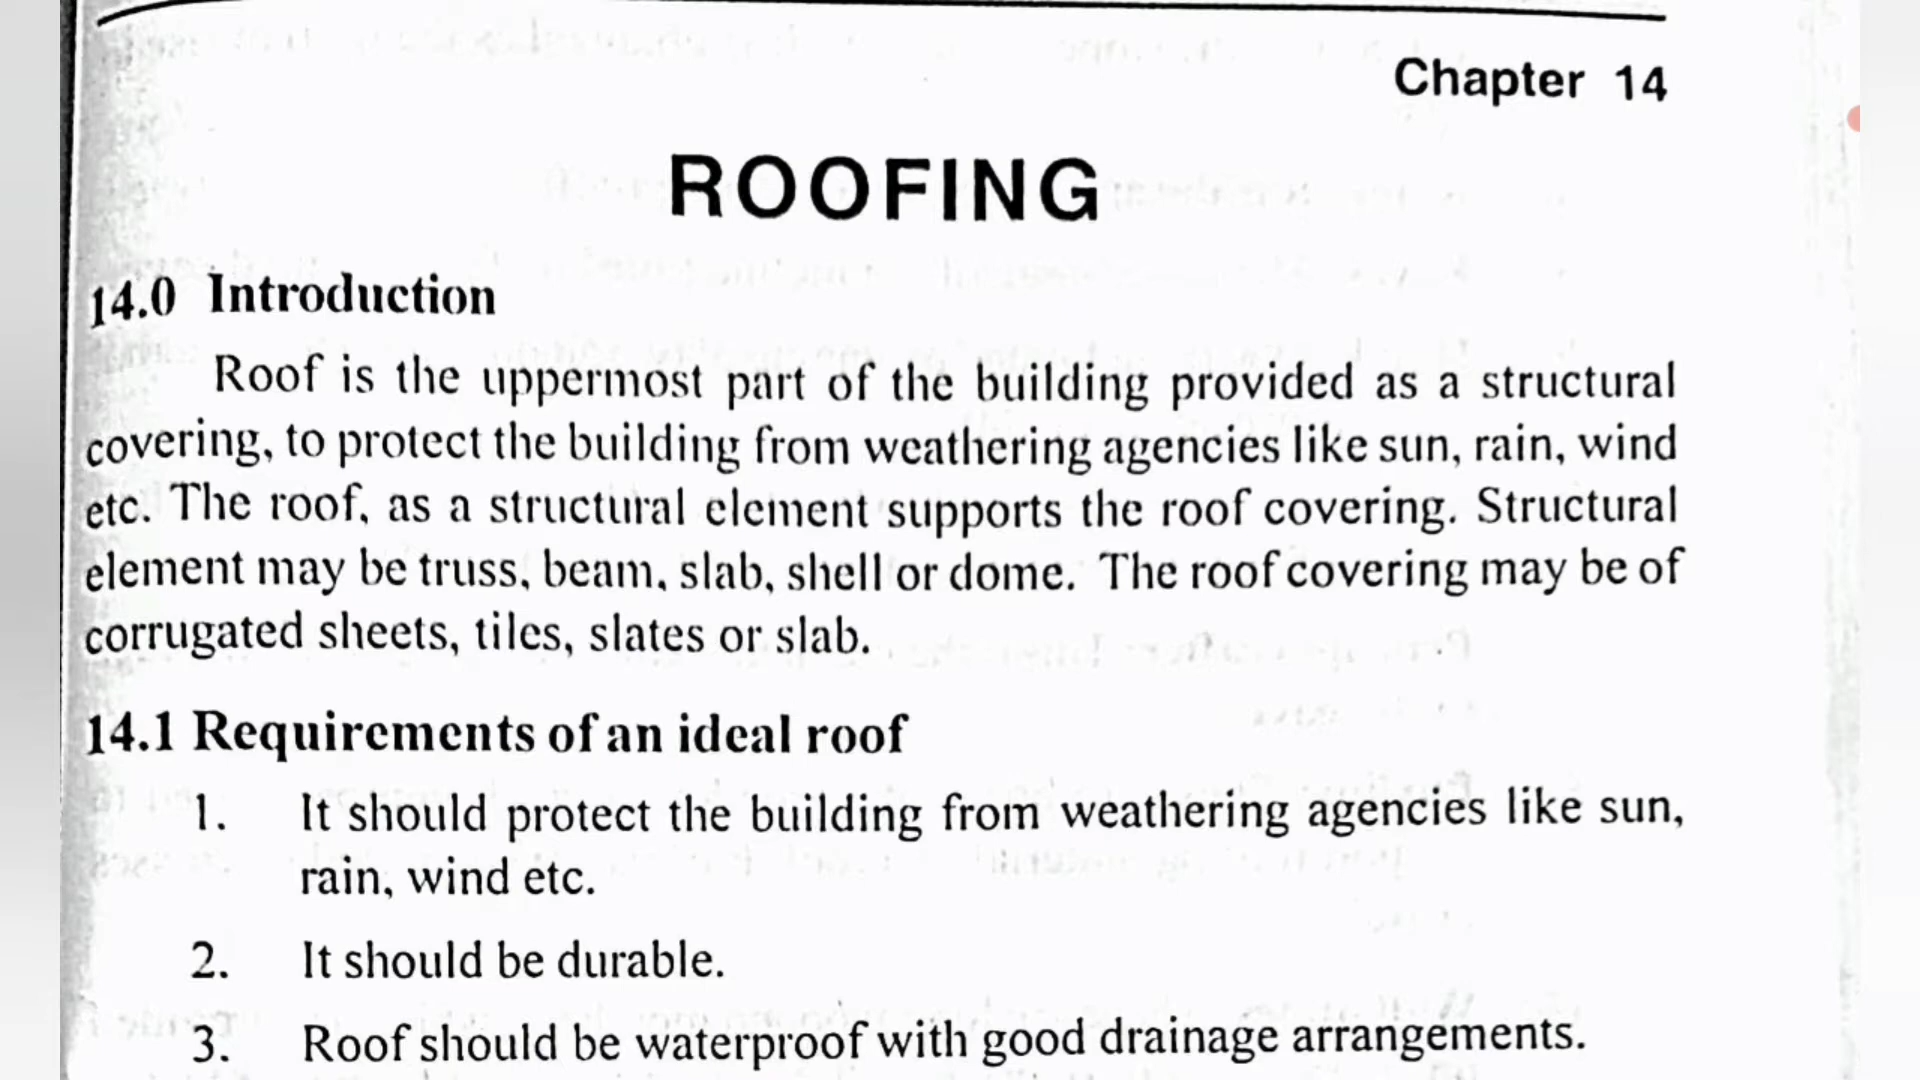 Chapter 14
ROOFING
14.0 Introduction
Roof is the uppermost part of the building provided as a structural
covering, to protect the building from weathering agencies like sun, rain, wind
etc. The roof, as a structural element supports the roof covering. Structural
element may be truss, beam, slab, shell or dome. The roof covering may be of
corrugated sheets, tiles, slates or slab.
14.1 Requirements of an ideal roof
1. It should protect the building from weathering agencies like sun,
rain, wind etc.
2. It should be durable.
3. Roof should be waterproof with good drainage arrangements.